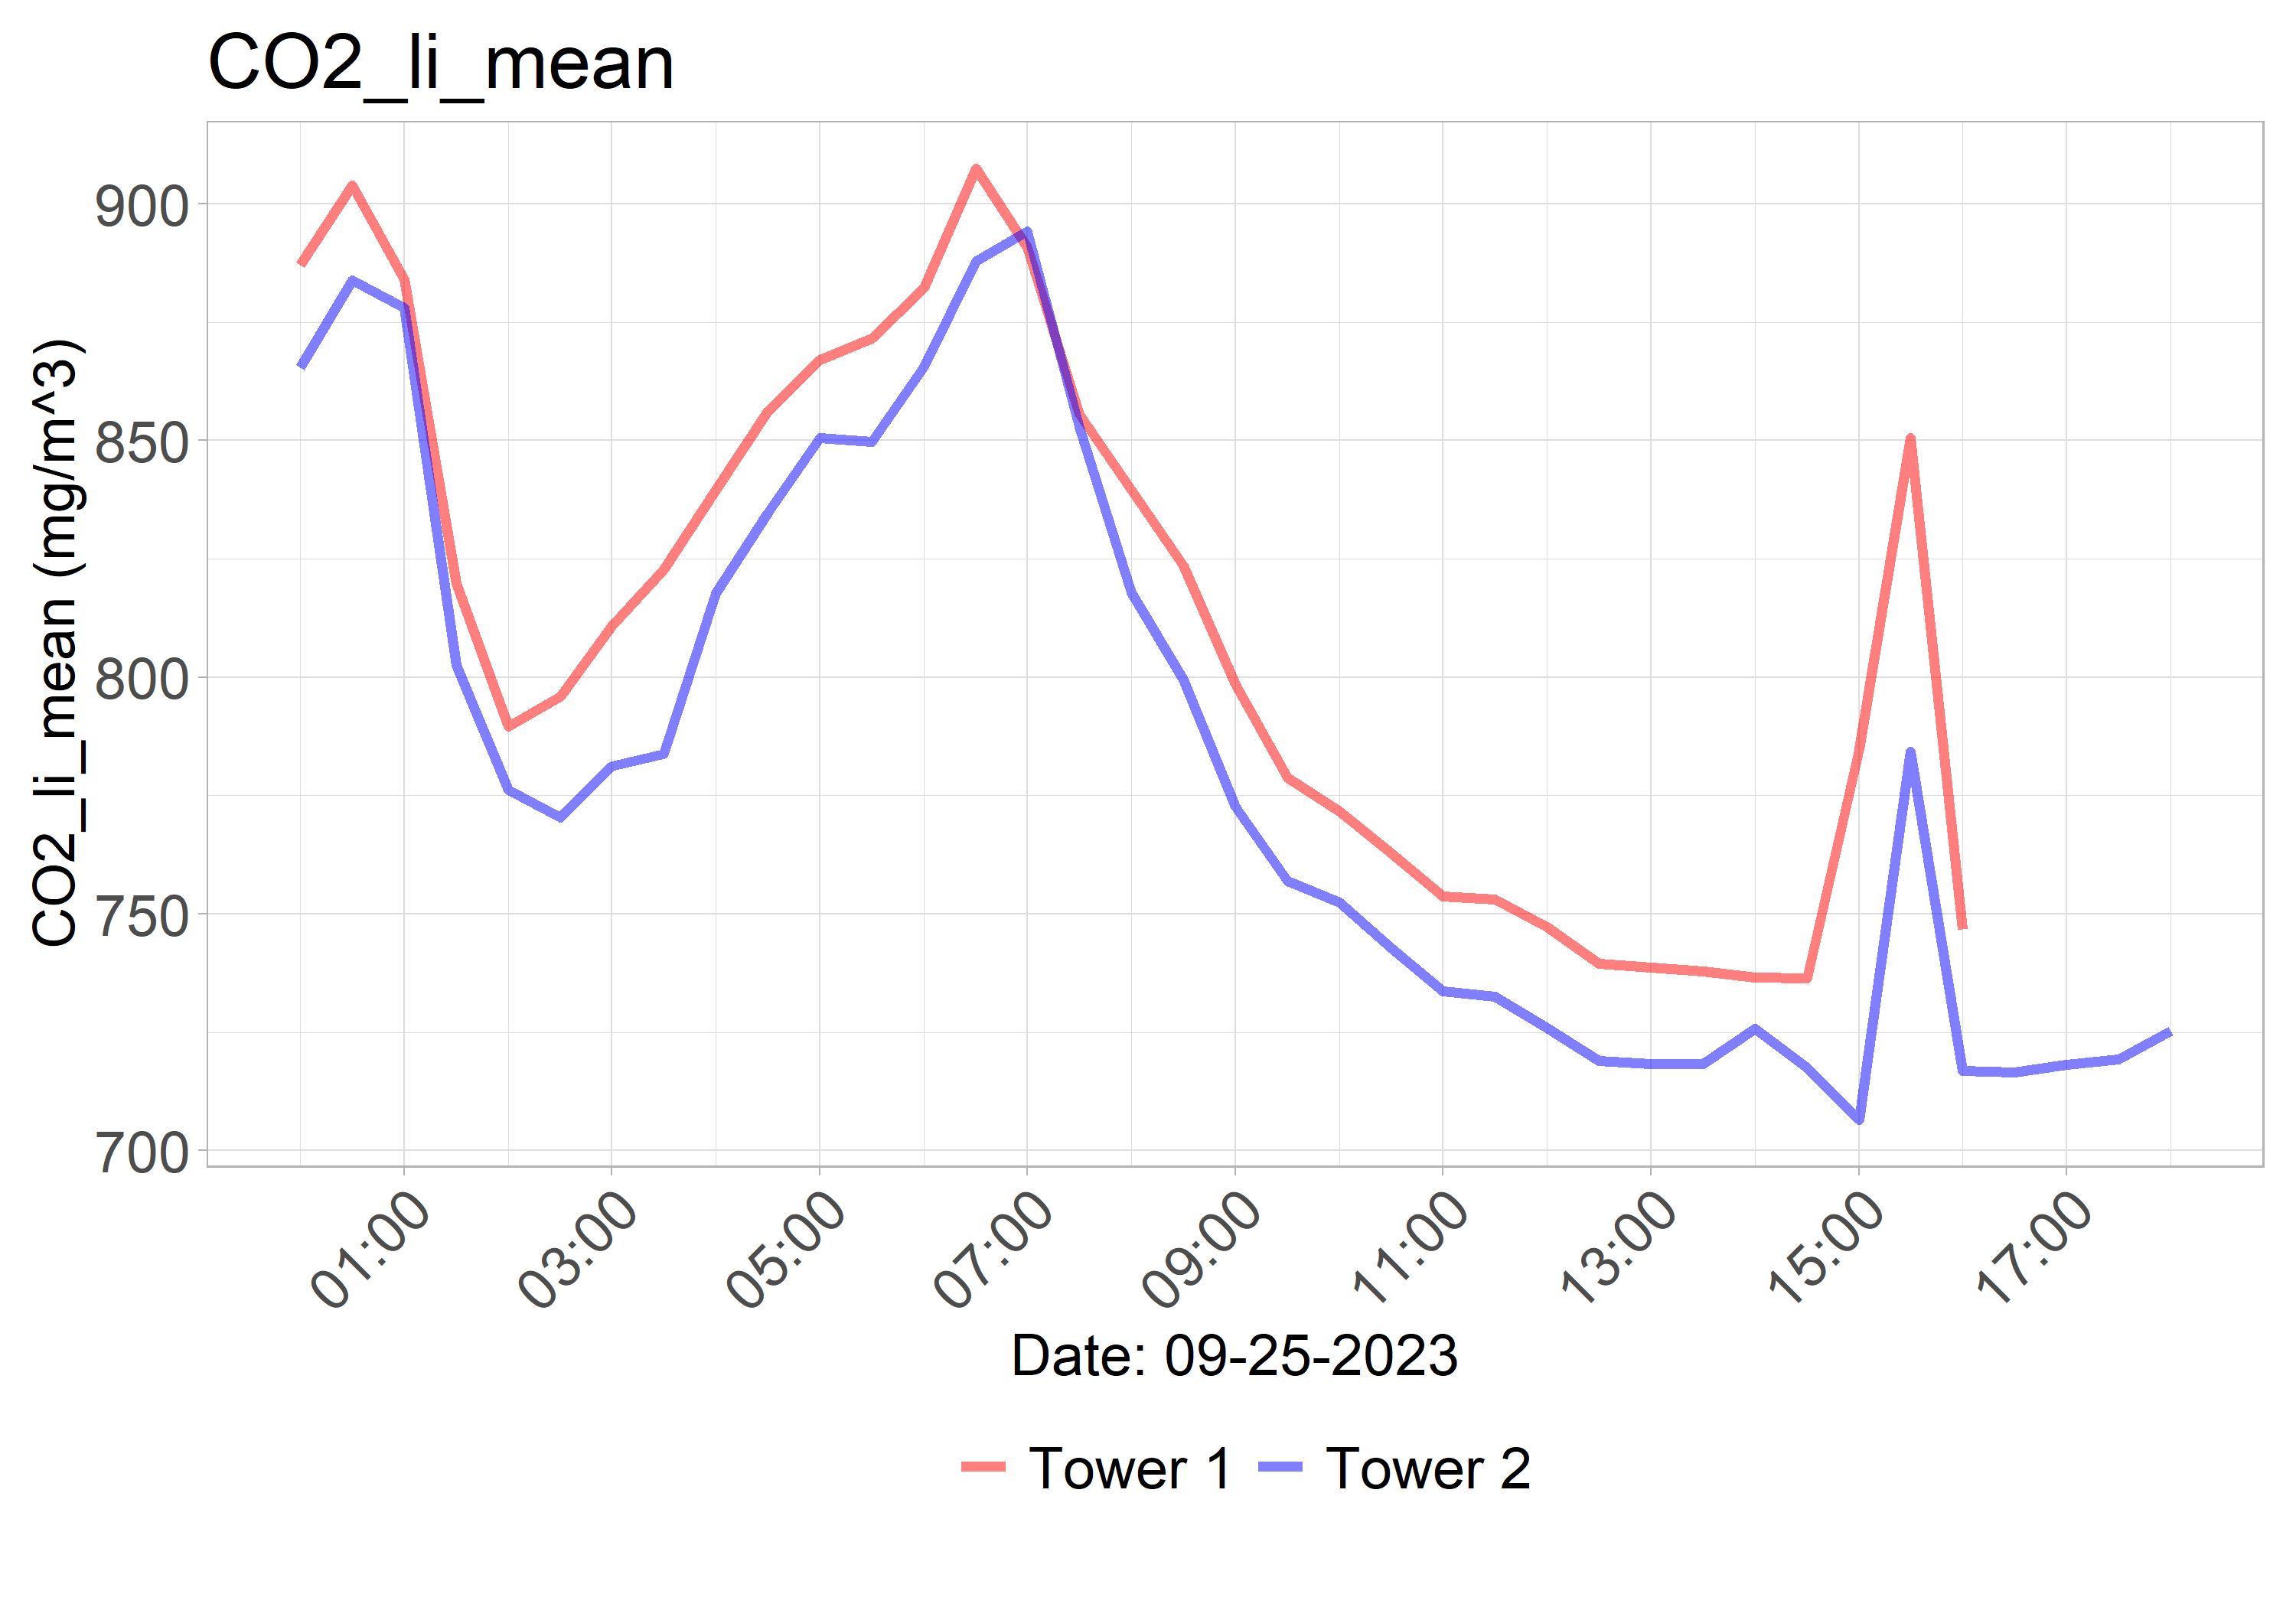 CO2_li_mean
CO2_li_mean (mg/m^3)
900
850
800
750
700
01:00
03:00
05:00
07:00
09:00
11:00
13:00
15:00
17:00
Date: 09-25-2023
Tower 1
Tower 2